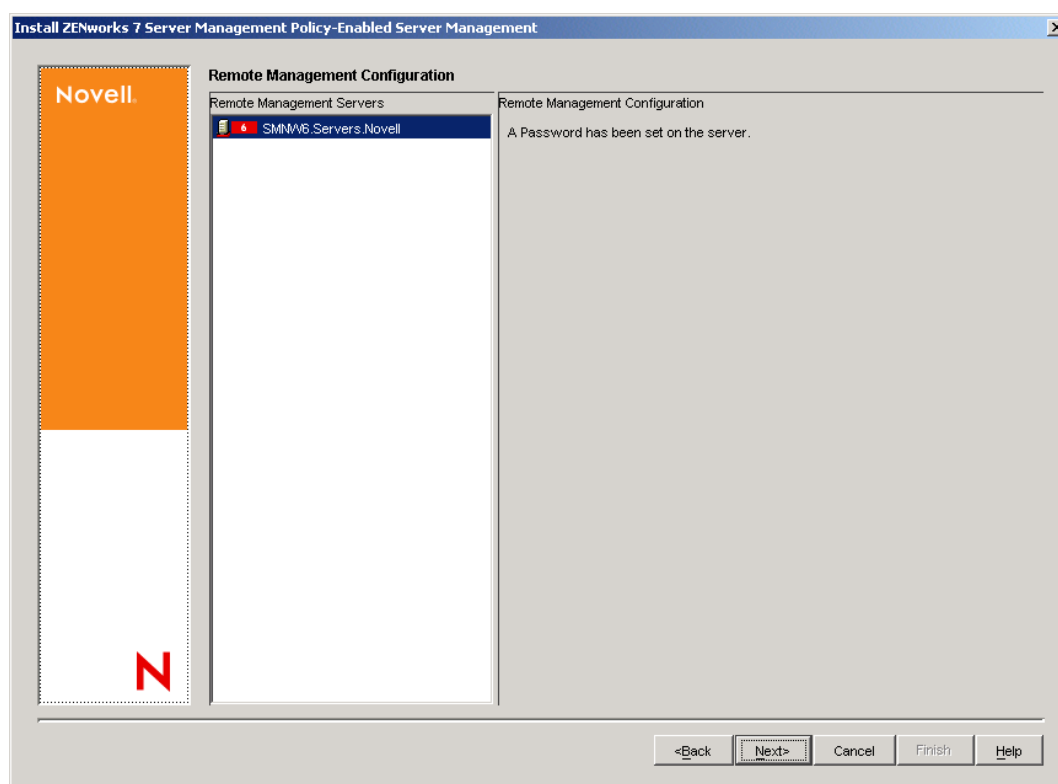 Install ZENworks 7 Server Management Policy-Enabled Server Management
Novell.
Remote Management Configuration
Remote Management Servers
6 SMNW6.Servers.Novell
Remote Management Configuration
A Password has been set on the server.
N
<Back Next> Cancel Finish Help